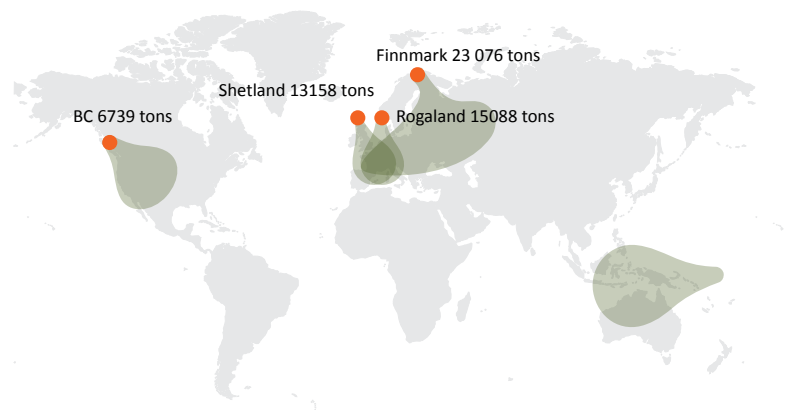 Finnmark 23 076 tons
Shetland 13158 tons
BC 6739 tons
Rogaland 15088 tons